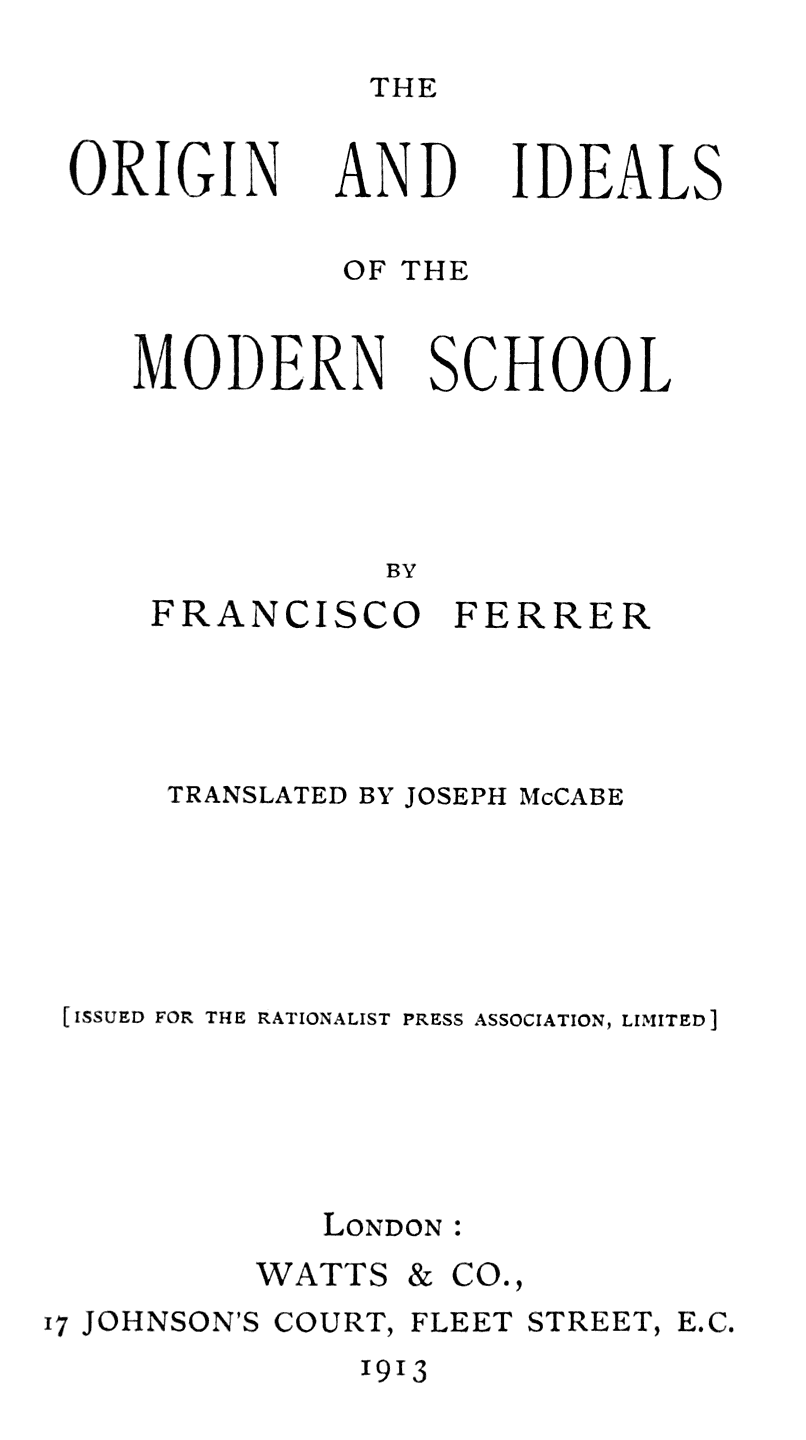 THE
ORIGIN AND IDEALS
OF THE
MODERN SCHOOL
BY
FRANCISCO FERRER
TRANSLATED BY JOSEPH McCABE
[ISSUED FOR THE RATIONALIST PRESS ASSOCIATION, LIMITED]
LONDON :
WATTS & CO.,
17 JOHNSON'S COURT, FLEET STREET, E.C.
1913